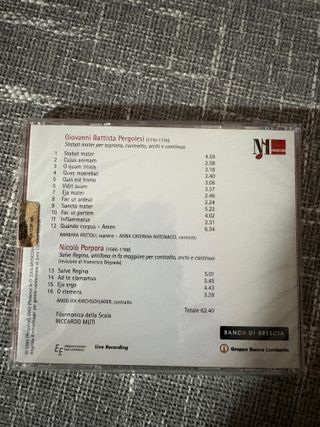 Giovanni Battista Pergolesi (1710-1736)
Stabat mater per soprano, contralto, archi e continuo
1 Stabat mater 4.59
2 Cujus animam 2.58
3 O quam tristis 2.18
4 Quae moerebat 2.40
5 Quis est homo 3.06
6 Vidit suum 3.37
7 Eja mater 2.46
8 Fac ut ardeat 2.24
9 Sancta mater 5.22
10 Fac ut portem 4.02
11 Inflammatus 2.31
12 Quando corpus - Amen 6.34
BARBARA FRITTOLI, soprano - ANNA CATERINA ANTONACCI, contralto
Nicolò Porpora (1686-1768)
Salve Regina, antifona in fa maggiore per contralto, archi e continuo
(revisione di Francesco Degrada)
13 Salve Regina 5.01
14 Ad te clamamus 5.45
15 Eja ergo 4.43
16 O clemens 3.28
ANGELIKA KIRCHSCHLAGER, contralto
Totale 62.40
Filarmonica della Scala
RICCARDO MUTI
BANCO DI BRESCIA
Live Recording
Gruppo Banca Lombarda